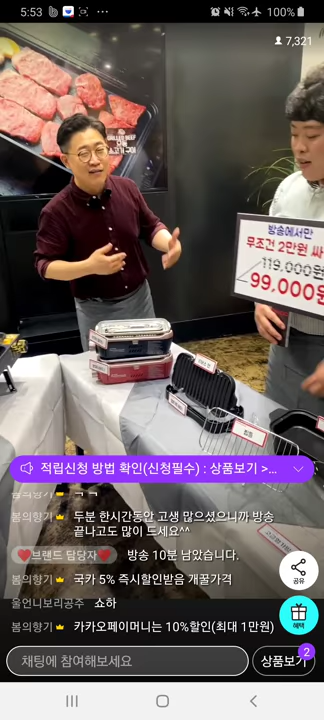 5:53
100%
7,321
방송에서만
무조건 2만원 싸
119,000원
99,000원
적립신청 방법 확인(신청필수) : 상품보기 >...
봄의향기 ㅋㅋ
봄의향기 두분 한시간동안 고생 많으셨으니까 방송
끝나고도 많이 드세요^^
❤브랜드 담당자❤ 방송 10분 남았습니다.
봄의향기 국카 5% 즉시할인받음 개꿀가격
울언니보리공주 쇼하
봄의향기 카카오페이머니는 10%할인(최대 1만원)
공유
혜택
채팅에 참여해보세요
상품보기
2